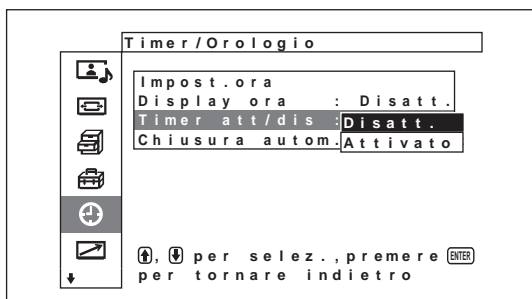 Timer/Orologio
Impost.ora
Display ora : Disatt.
Timer att/dis :Disatt.
Chiusura autom.Attivato
, per selez.,premere ENTER
per tornare indietro